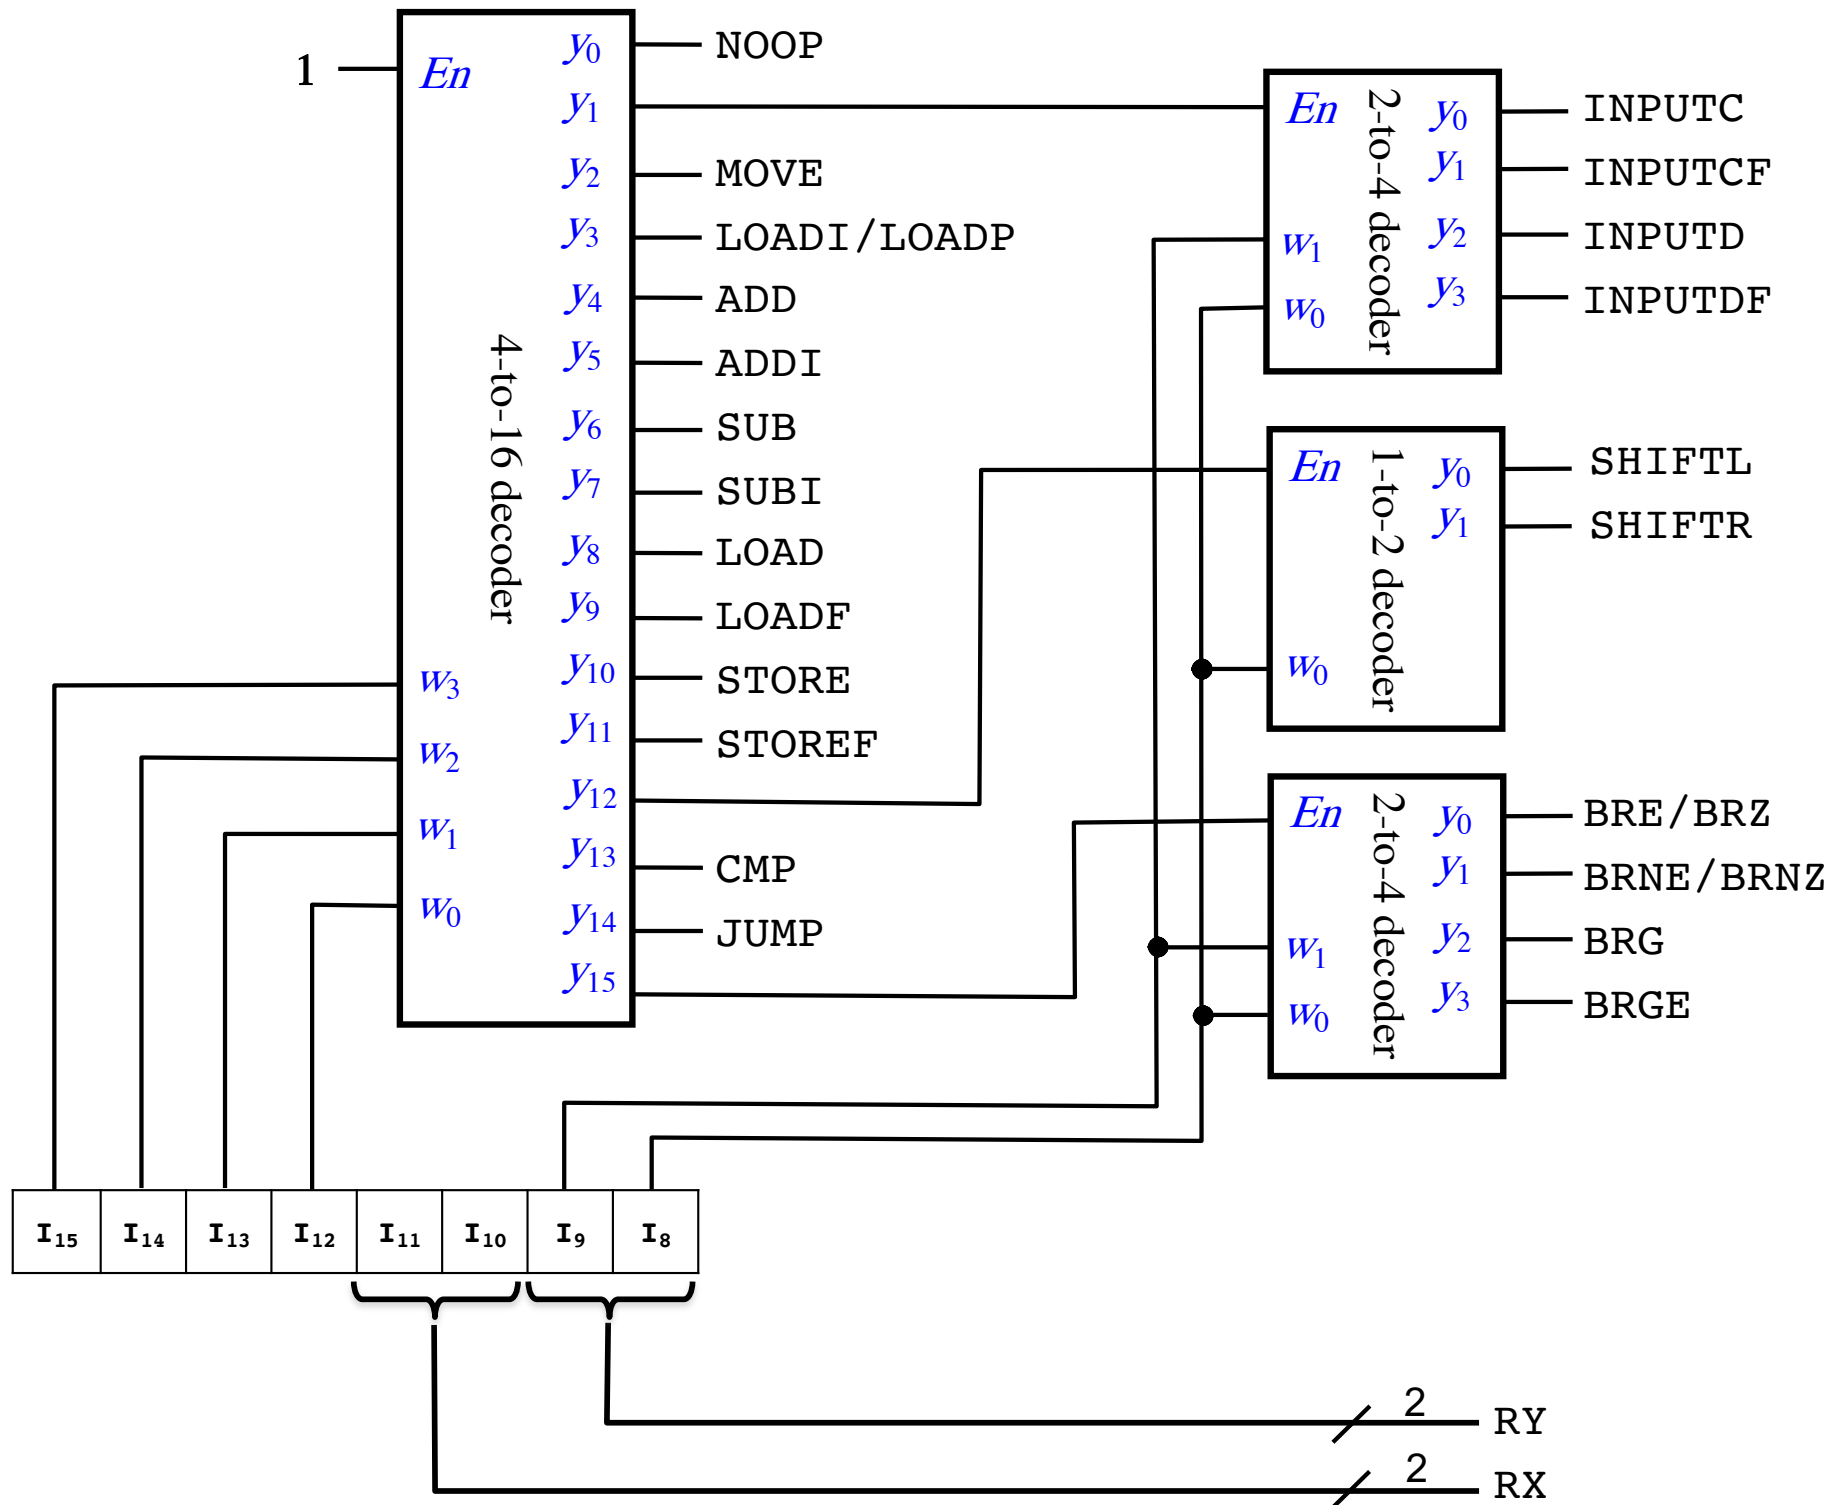 1
En
y0
y1
y2
y3
y4
y5
y6
y7
y8
y9
y10
y11
y12
y13
y14
y15
4-to-16 decoder
w3
w2
w1
w0
NOOP
MOVE
LOADI/LOADP
ADD
ADDI
SUB
SUBI
LOAD
LOADF
STORE
STOREF
CMP
JUMP
En
w1
w0
2-to-4 decoder
y0
y1
y2
y3
INPUTC
INPUTCF
INPUTD
INPUTDF
En
w0
1-to-2 decoder
y0
y1
SHIFTL
SHIFTR
En
w1
w0
2-to-4 decoder
y0
y1
y2
y3
BRE/BRZ
BRNE/BRNZ
BRG
BRGE
I15 I14 I13 I12 I11 I10 I9 I8
2 RY
2 RX